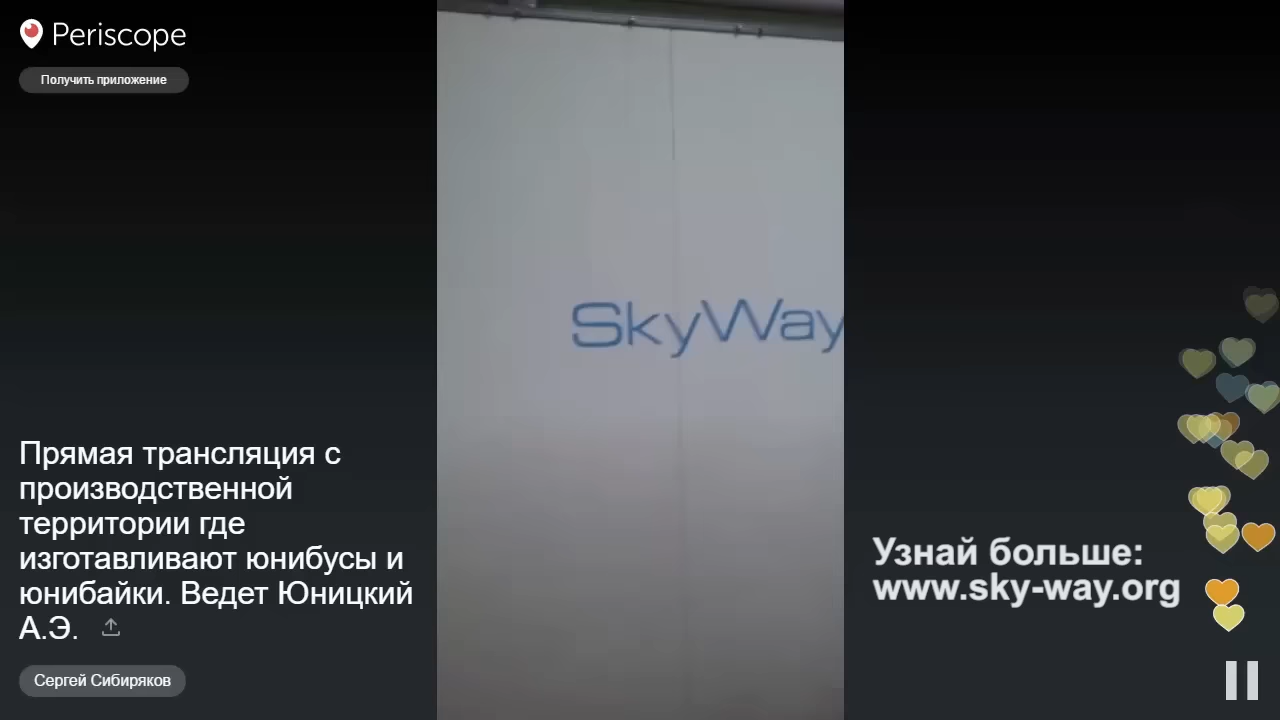 Periscope
Получить приложение
SkyWay
Прямая трансляция с
производственной
территории где
изготавливают юнибусы и
юнибайки. Ведет Юницкий
А.Э.
Сергей Сибиряков
Узнай больше:
www.sky-way.org